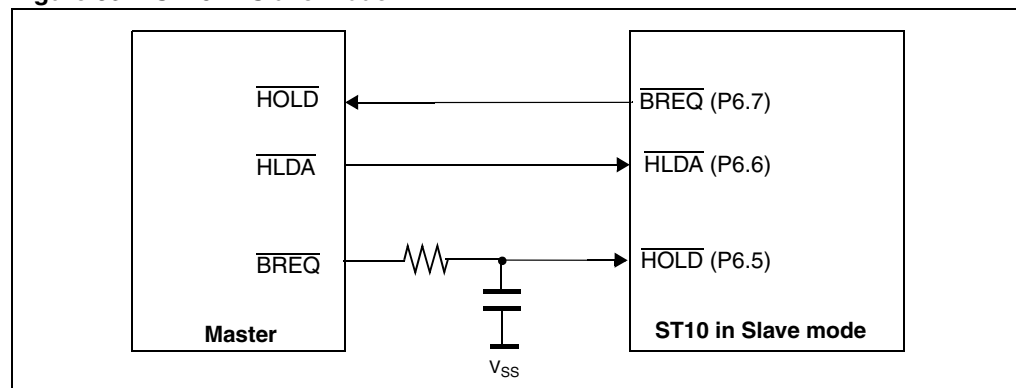 HOLD
BREQ (P6.7)
HLDA
HLDA (P6.6)
BREQ
HOLD (P6.5)
Master
ST10 in Slave mode
VSS